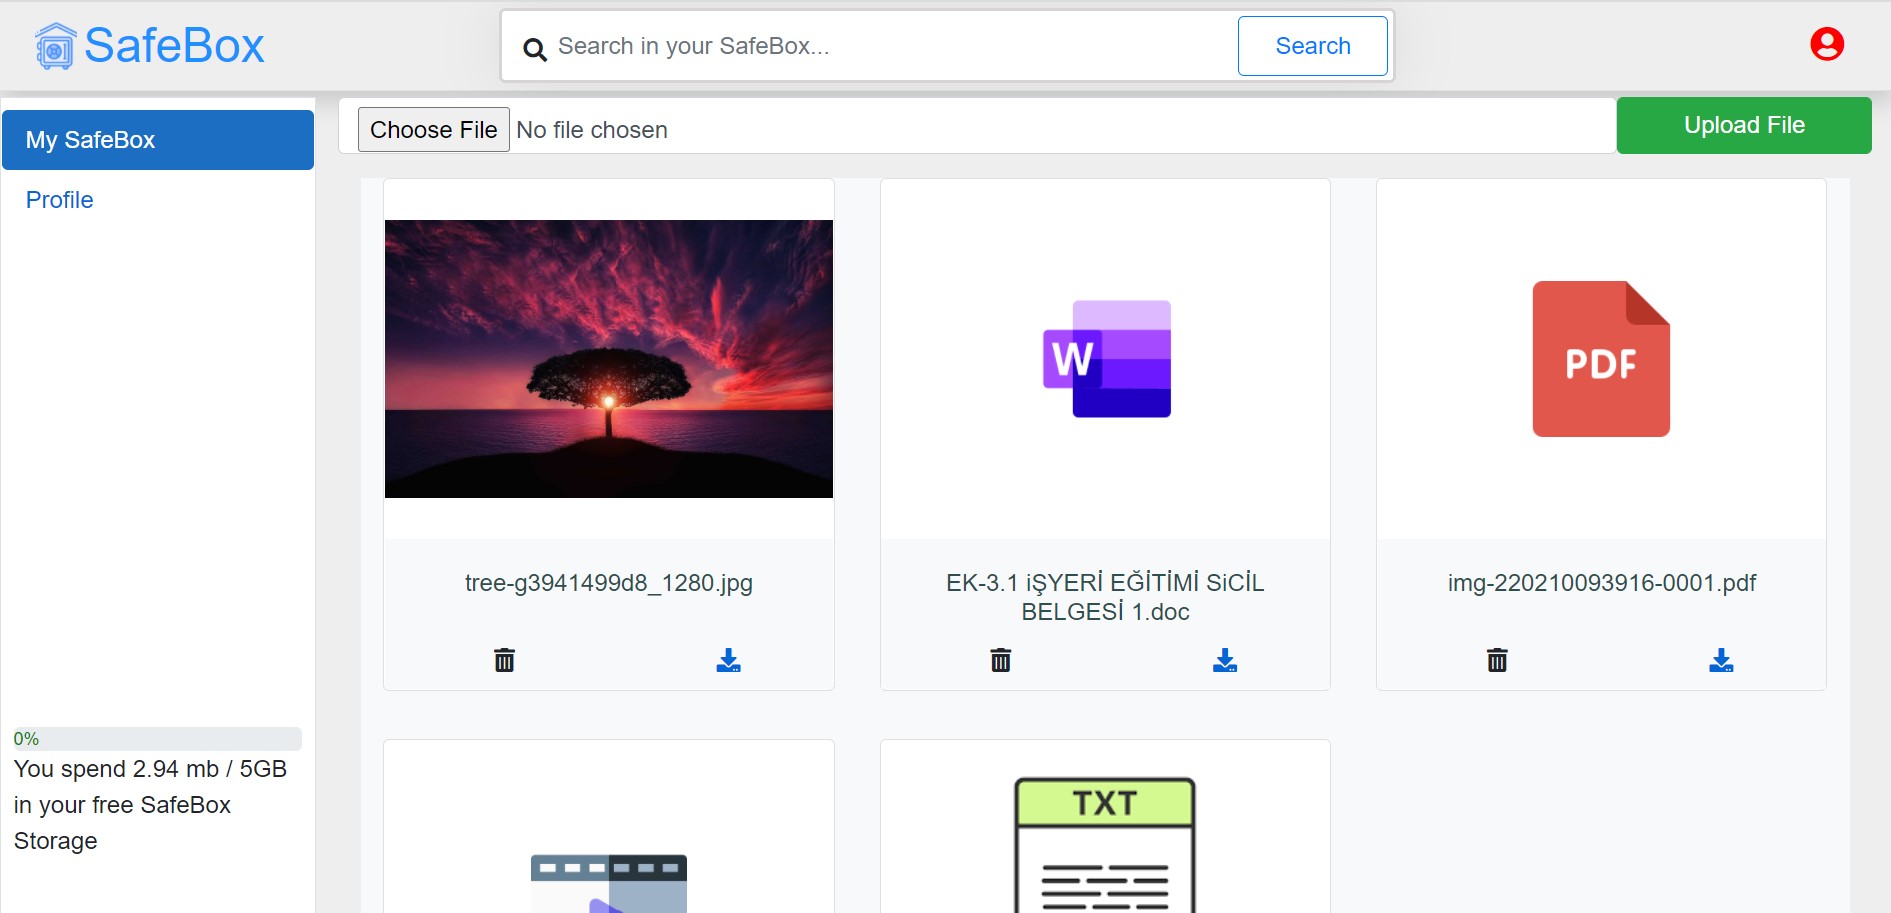 SafeBox
Search in your SafeBox...
Search
My SafeBox
Profile
Choose File
No file chosen
Upload File
tree-g3941499d8_1280.jpg
W
EK-3.1 iŞYERİ EĞİTİMİ SiCİL
BELGESİ 1.doc
PDF
img-220210093916-0001.pdf
TXT
0%
You spend 2.94 mb / 5GB
in your free SafeBox
Storage